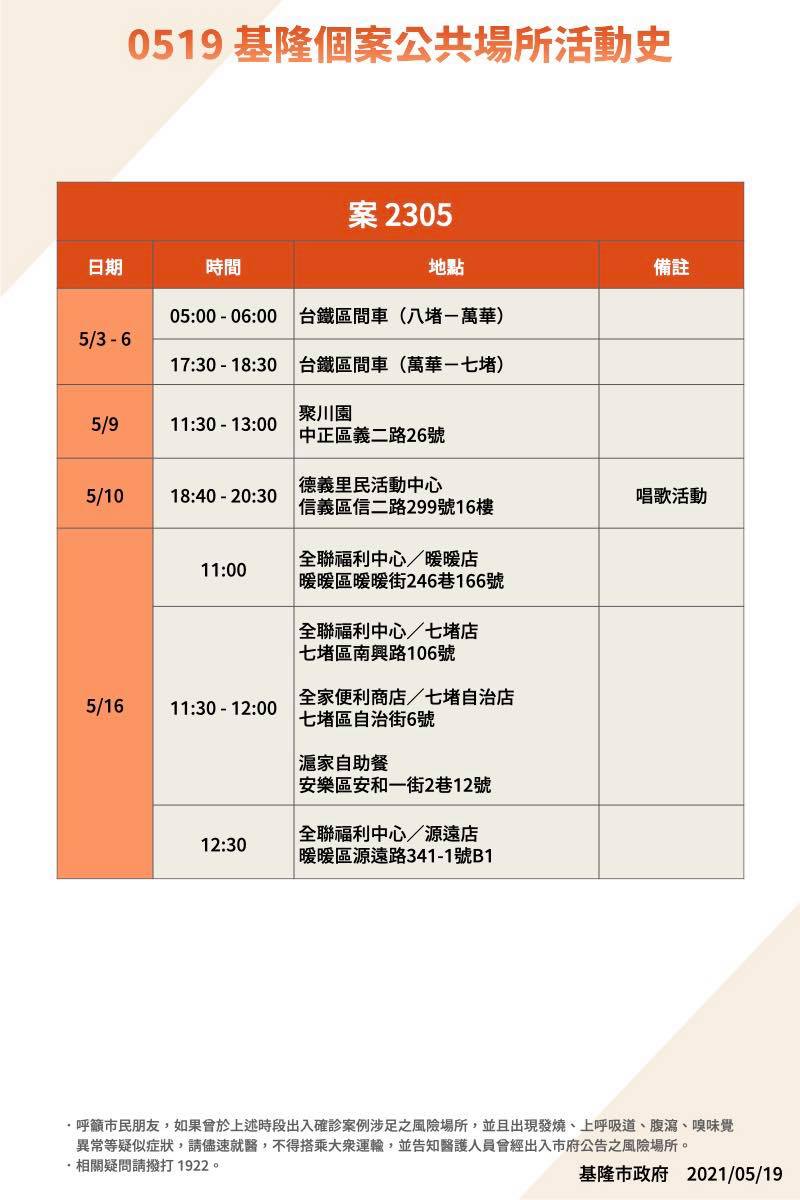 0519 基隆個案公共場所活動史
案 2305
日期 時間 地點 備註
5/3 - 6
05:00 - 06:00 台鐵區間車（八堵－萬華）
17:30 - 18:30 台鐵區間車（萬華－七堵）
5/9 11:30 - 13:00
聚川園
中正區義二路26號
5/10 18:40 - 20:30
德義里民活動中心
信義區信二路299號16樓
唱歌活動
5/16
11:00
全聯福利中心／暖暖店
暖暖區暖暖街246巷166號
11:30 - 12:00
全聯福利中心／七堵店
七堵區南興路106號
全家便利商店／七堵自治店
七堵區自治街6號
滬家自助餐
安樂區安和一街2巷12號
12:30
全聯福利中心／源遠店
暖暖區源遠路341-1號B1
· 呼籲市民朋友，如果曾於上述時段出入確診案例涉足之風險場所，並且出現發燒、上呼吸道、腹瀉、嗅味覺
異常等疑似症狀，請儘速就醫，不得搭乘大眾運輸，並告知醫護人員曾經出入市府公告之風險場所。
· 相關疑問請撥打 1922。
基隆市政府 2021/05/19